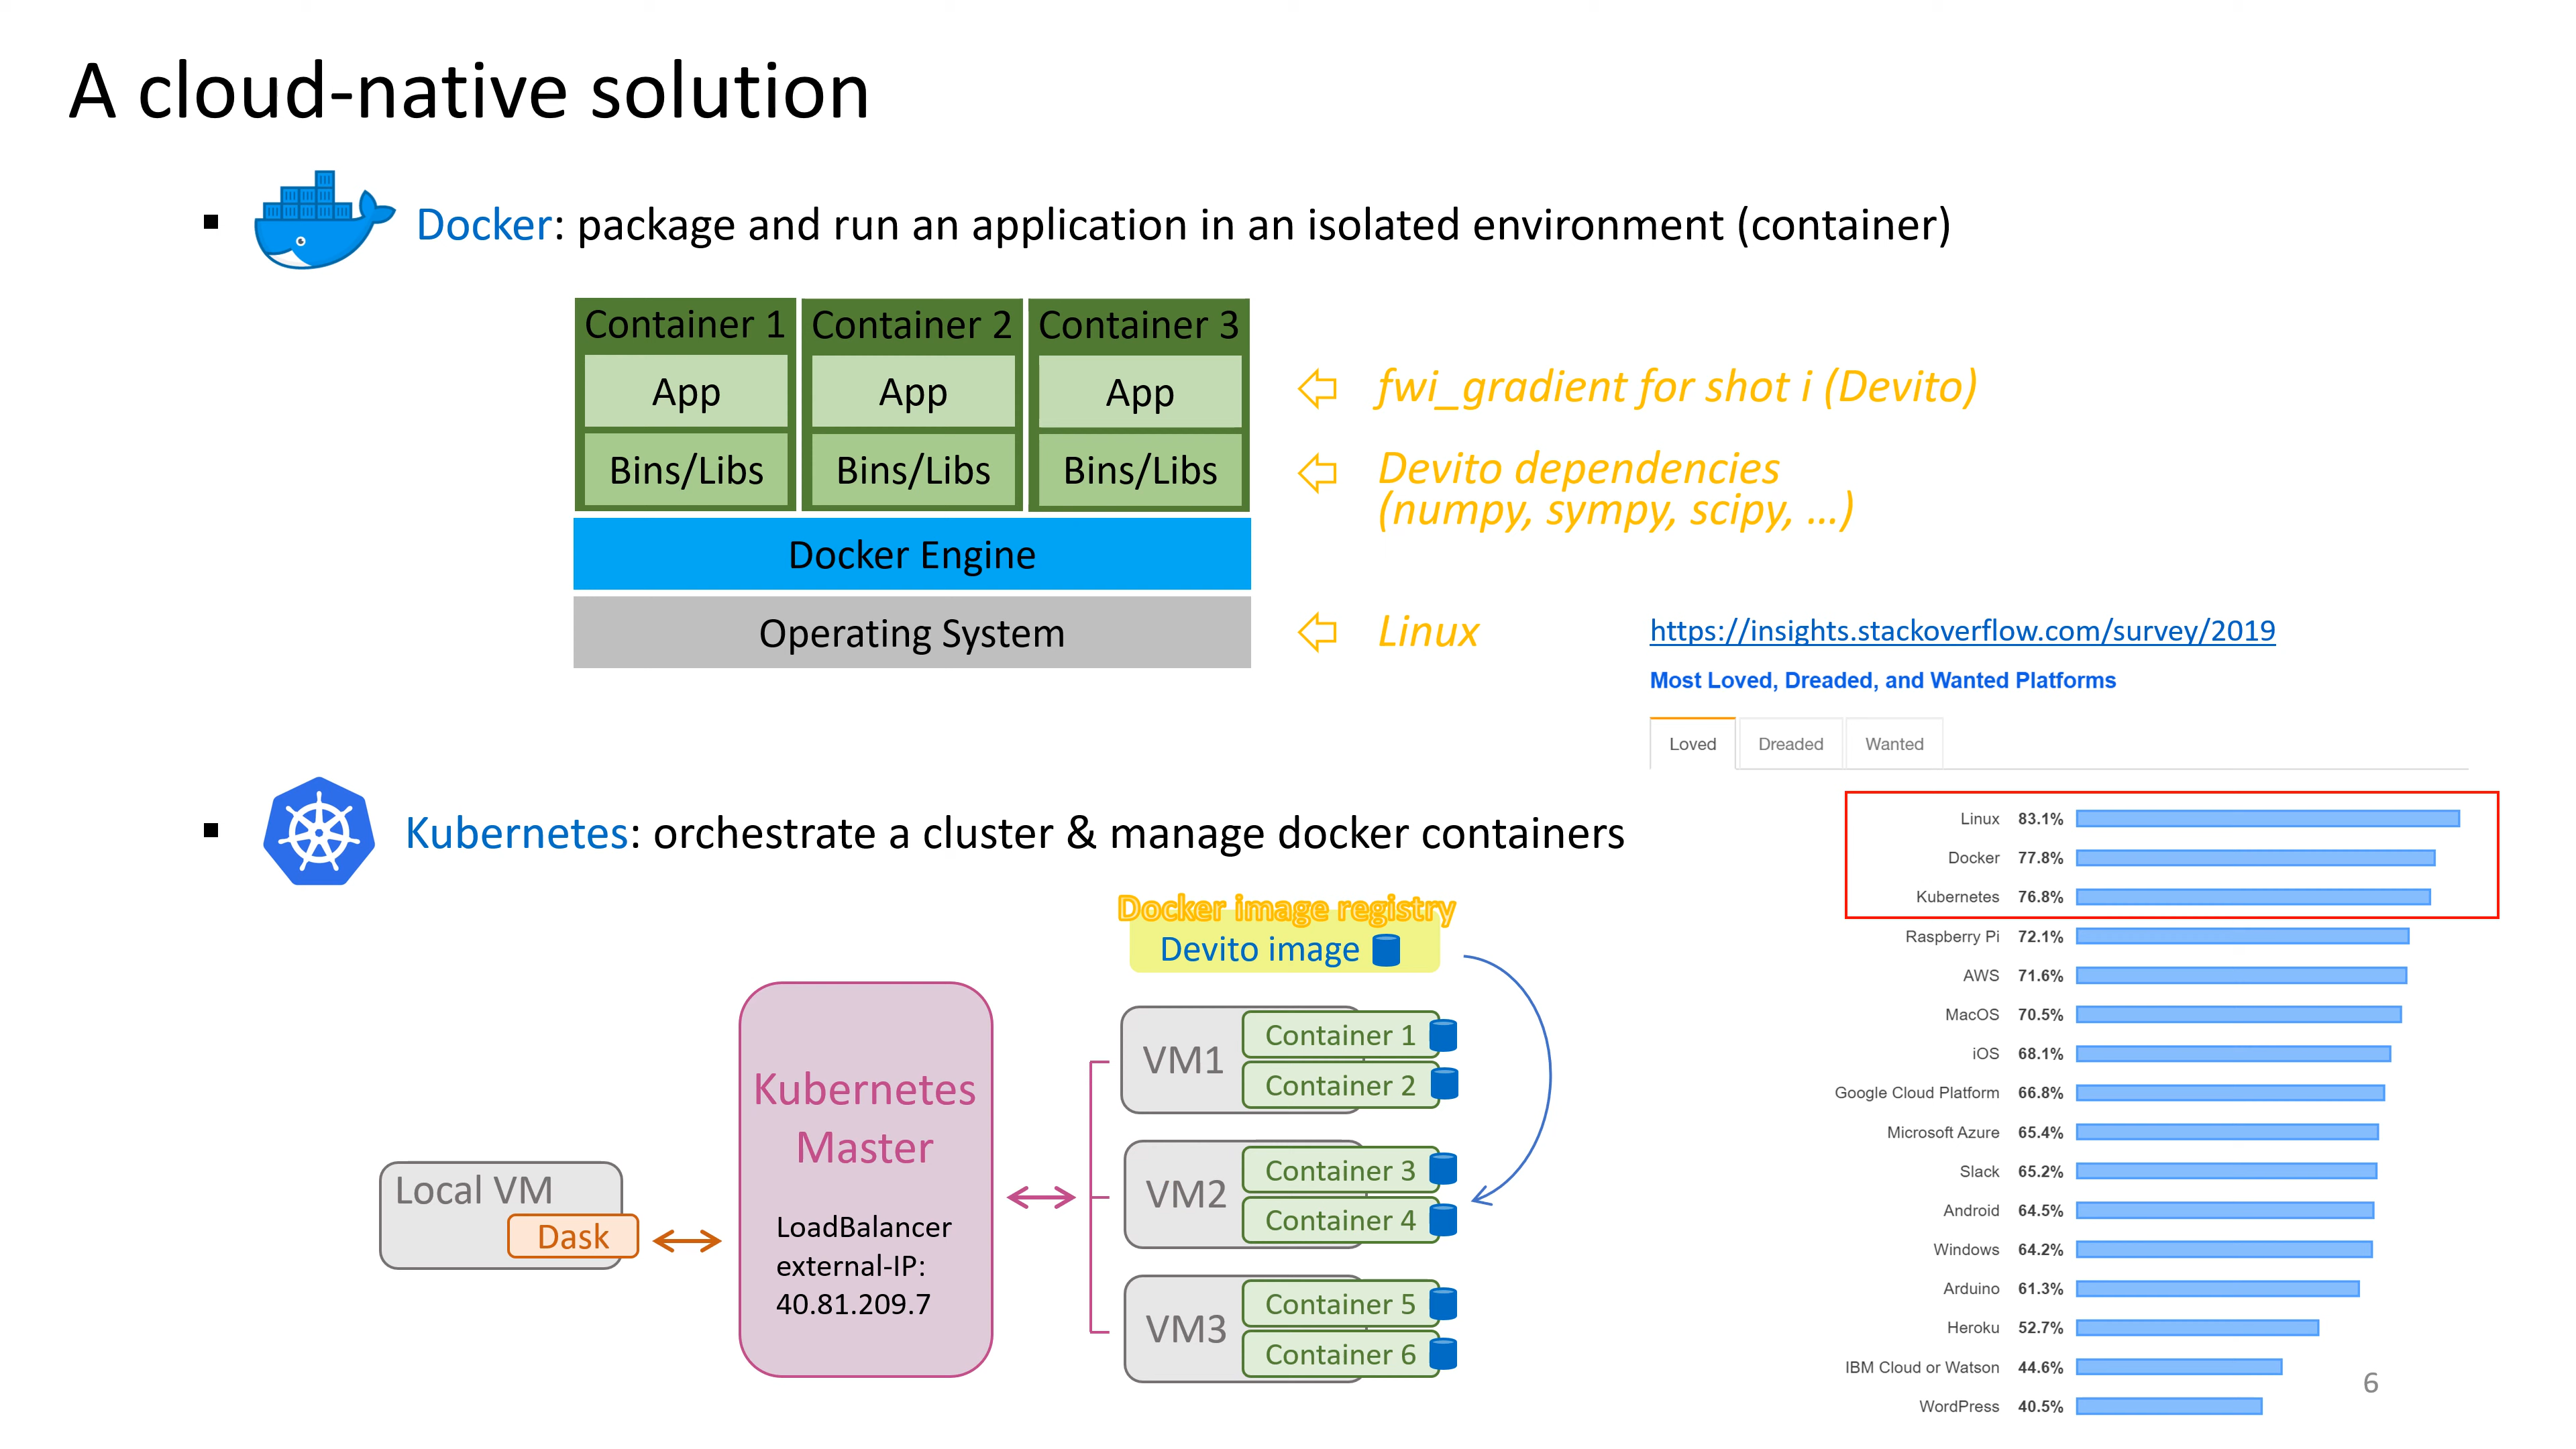 A cloud-native solution
▪ Docker: package and run an application in an isolated environment (container)
Container 1 Container 2 Container 3
App App App
Bins/Libs Bins/Libs Bins/Libs
Docker Engine
Operating System
fwi_gradient for shot i (Devito)
Devito dependencies
(numpy, sympy, scipy, ...)
Linux
https://insights.stackoverflow.com/survey/2019
Most Loved, Dreaded, and Wanted Platforms
Loved Dreaded Wanted
Linux 83.1%
Docker 77.8%
Kubernetes 76.8%
Raspberry Pi 72.1%
AWS 71.6%
MacOS 70.5%
iOS 68.1%
Google Cloud Platform 66.8%
Microsoft Azure 65.4%
Slack 65.2%
Android 64.5%
Windows 64.2%
Arduino 61.3%
Heroku 52.7%
IBM Cloud or Watson 44.6%
WordPress 40.5%
▪ Kubernetes: orchestrate a cluster & manage docker containers
Docker image registry
Devito image
Local VM
Dask
Kubernetes
Master
LoadBalancer
external-IP:
40.81.209.7
VM1
Container 1
Container 2
VM2
Container 3
Container 4
VM3
Container 5
Container 6
6